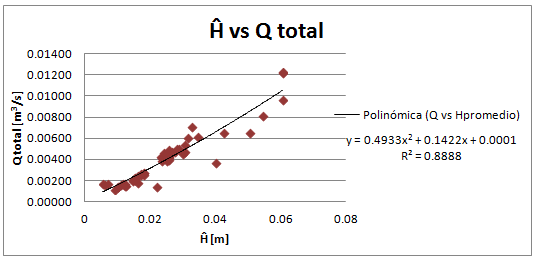 Ĥ vs Q total
Qtotal [m³/s]
0.01400
0.01200
0.01000
0.00800
0.00600
0.00400
0.00200
0.00000
0
0.02
0.04
0.06
0.08
Ĥ [m]
Polinómica (Q vs Hpromedio)
y = 0.4933x² + 0.1422x + 0.0001
R² = 0.8888